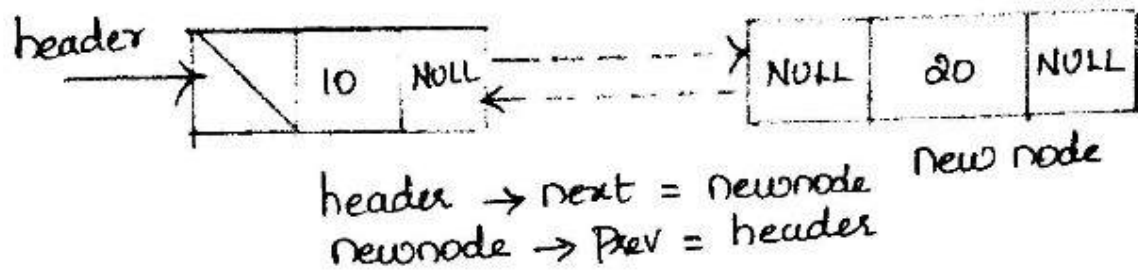 header
10 NULL
NULL 20 NULL
new node
header → next = newnode
newnode → Prev = header